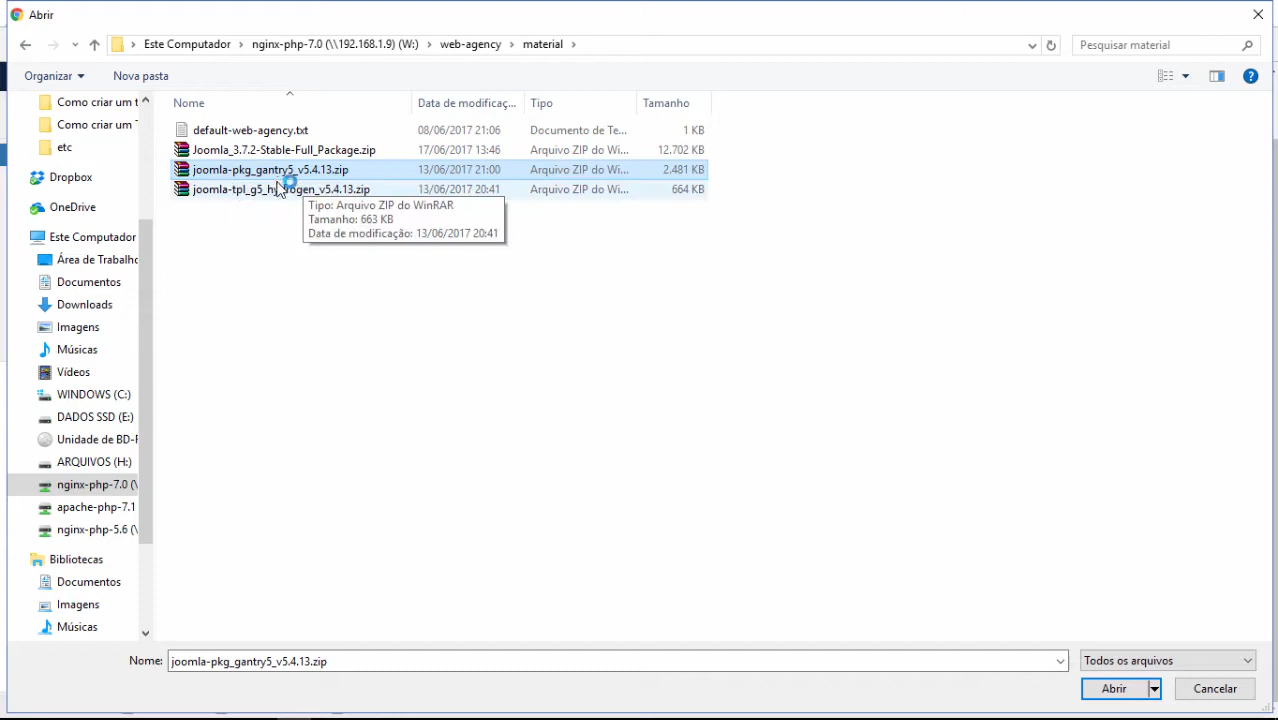 Abrir
Este Computador > nginx-php-7.0 (\\192.168.1.9) (W:) > web-agency > material >
Pesquisar material
Organizar
Nova pasta
Nome
Data de modificaç...
Tipo
Tamanho
default-web-agency.txt 08/06/2017 21:06 Documento de Te... 1 KB
Joomla_3.7.2-Stable-Full_Package.zip 17/06/2017 13:46 Arquivo ZIP do Wi... 12.702 KB
joomla-pkg_gantry5_v5.4.13.zip 13/06/2017 21:00 Arquivo ZIP do Wi... 2.481 KB
joomla-tpl_g5_hydrogen_v5.4.13.zip 13/06/2017 20:41 Arquivo ZIP do Wi... 664 KB
Tipo: Arquivo ZIP do WinRAR
Tamanho: 663 KB
Data de modificação: 13/06/2017 20:41
Como criar um t
Como criar um T
etc
Dropbox
OneDrive
Este Computador
Área de Trabalho
Documentos
Downloads
Imagens
Músicas
Vídeos
WINDOWS (C:)
DADOS SSD (E:)
Unidade de BD-R
ARQUIVOS (H:)
nginx-php-7.0 (\
apache-php-7.1
nginx-php-5.6 (\
Bibliotecas
Documentos
Imagens
Músicas
Nome: joomla-pkg_gantry5_v5.4.13.zip
Todos os arquivos
Abrir
Cancelar